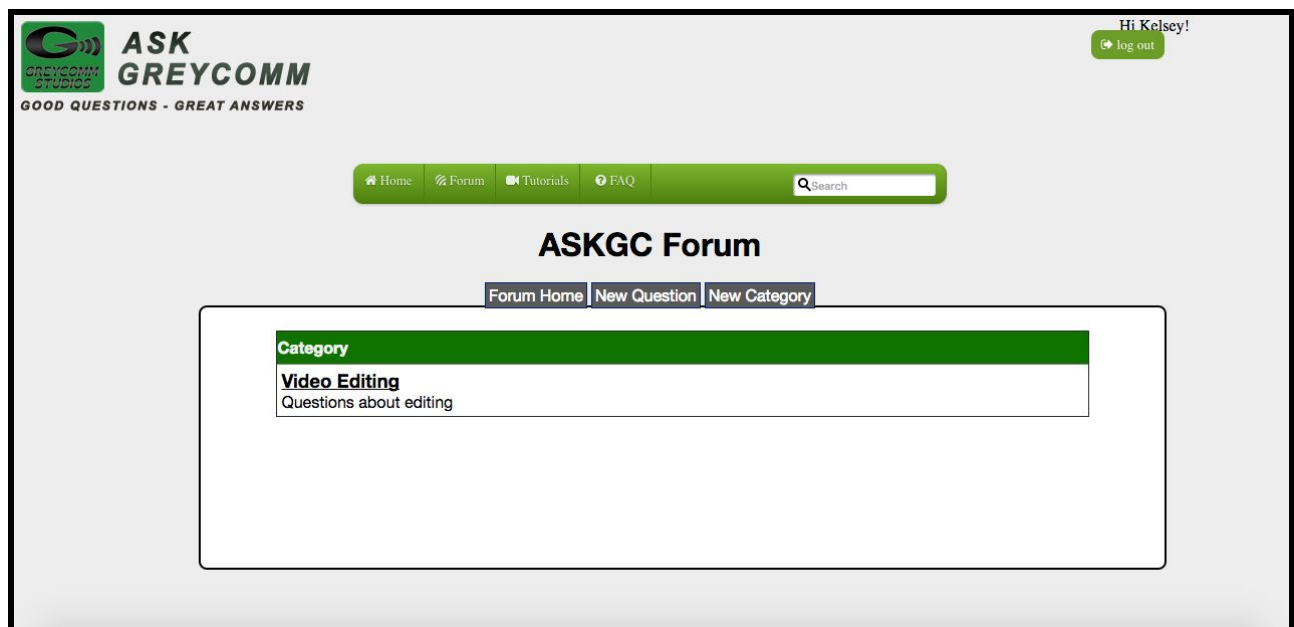 Hi Kelsey!
log out
GREYCOMM
STUDIOS
ASK
GREYCOMM
GOOD QUESTIONS - GREAT ANSWERS
Home Forum Tutorials FAQ Search
ASKGC Forum
Forum Home New Question New Category
Category
Video Editing
Questions about editing